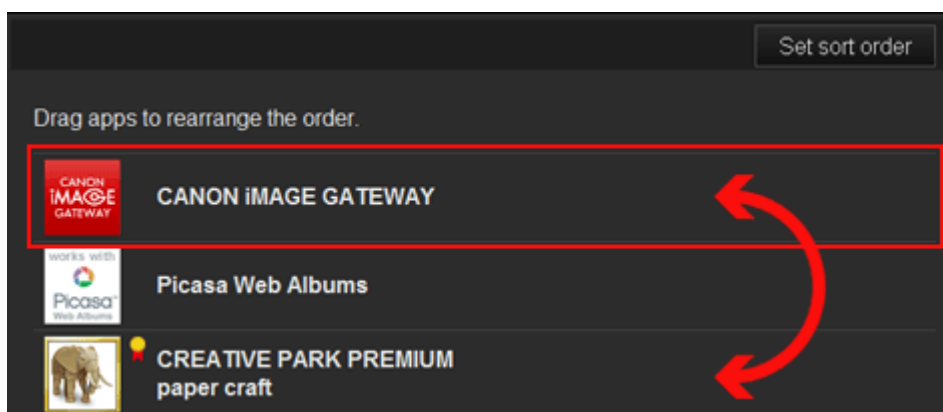 Set sort order
Drag apps to rearrange the order.
CANON
iMAGE
GATEWAY
CANON iMAGE GATEWAY
works with
Picasa™
Web Albums
Picasa Web Albums
CREATIVE PARK PREMIUM
paper craft